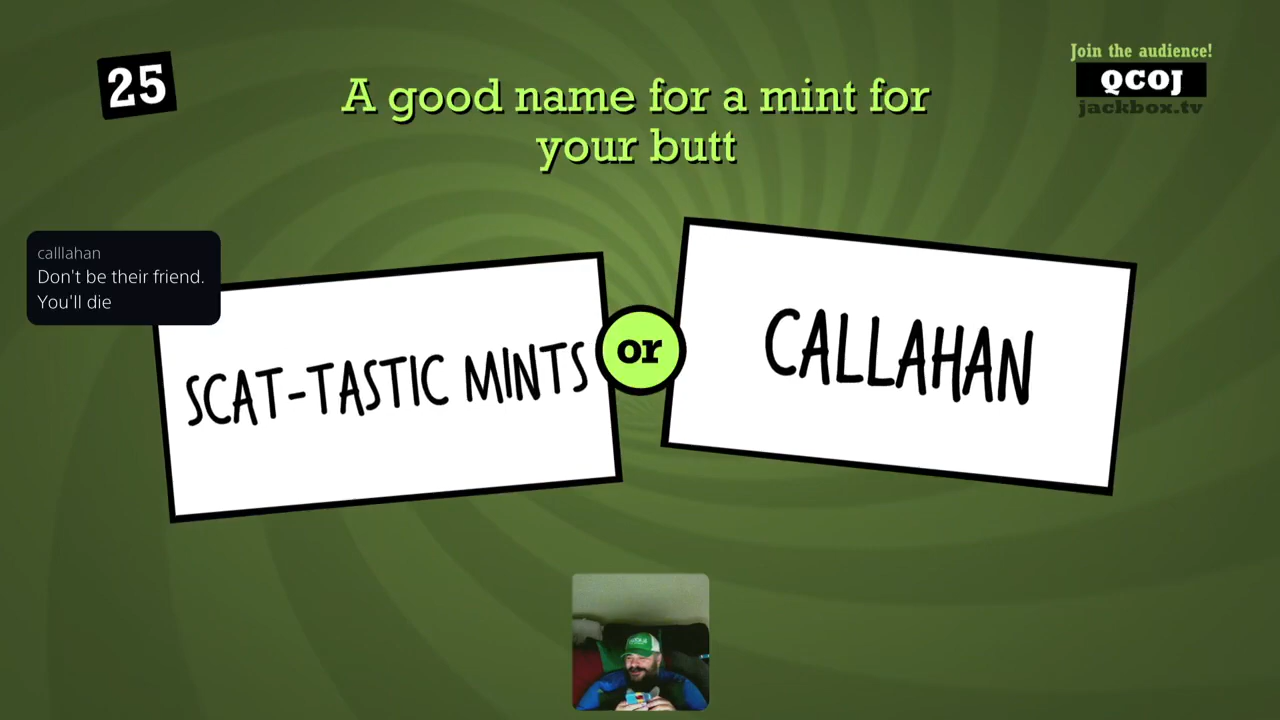 25
A good name for a mint for
your butt
Join the audience!
QCOJ
jackbox.tv
calllahan
Don't be their friend.
You'll die
SCAT-TASTIC MINTS
or
CALLAHAN